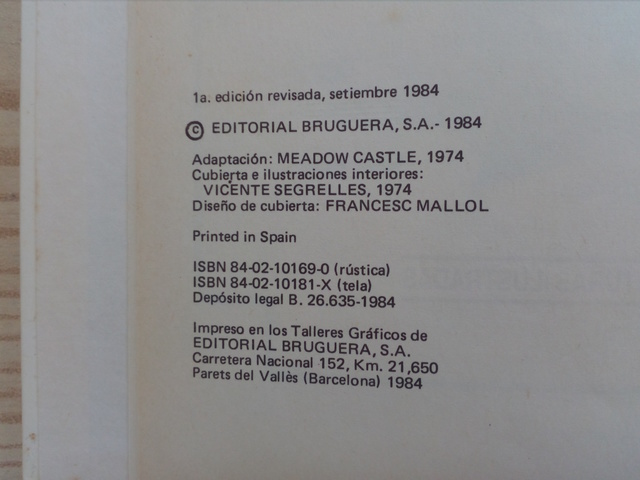 1a. edición revisada, setiembre 1984
© EDITORIAL BRUGUERA, S.A.- 1984
Adaptación: MEADOW CASTLE, 1974
Cubierta e ilustraciones interiores:
VICENTE SEGRELLES, 1974
Diseño de cubierta: FRANCESC MALLOL
Printed in Spain
ISBN 84-02-10169-0 (rústica)
ISBN 84-02-10181-X (tela)
Depósito legal B. 26.635-1984
Impreso en los Talleres Gráficos de
EDITORIAL BRUGUERA, S.A.
Carretera Nacional 152, Km. 21,650
Parets del Vallès (Barcelona) 1984